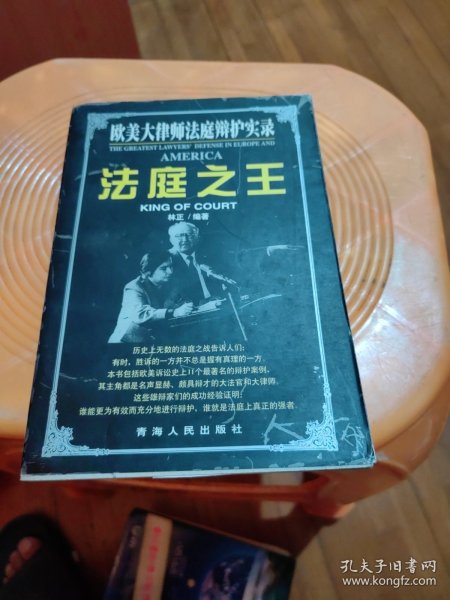 欧美大律师法庭辩护实录
THE GREATEST LAWYERS' DEFENSE IN EUROPE AND
AMERICA
法庭之王
KING OF COURT
林正/编著
历史上无数的法庭之战告诉人们:
有时,胜诉的一方并不总是握有真理的一方。
本书包括欧美诉讼史上11个最著名的辩护案例,
其主角都是名声显赫、颇具辩才的大法官和大律师。
这些雄辩家们的成功经验证明:
谁能更为有效而充分地进行辩护,谁就是法庭上真正的强者。
青海人民出版社
孔夫子旧书网
www.kongfz.com